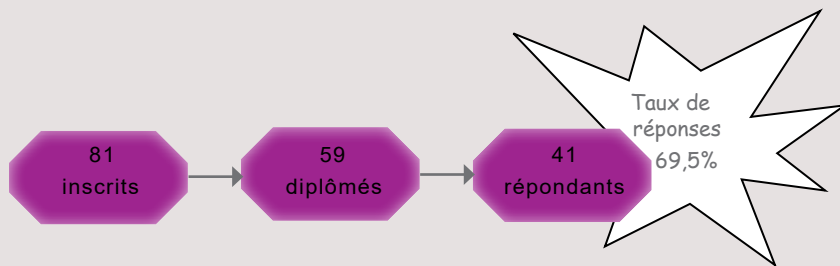 81
inscrits
59
diplômés
41
répondants
Taux de
réponses
69,5%